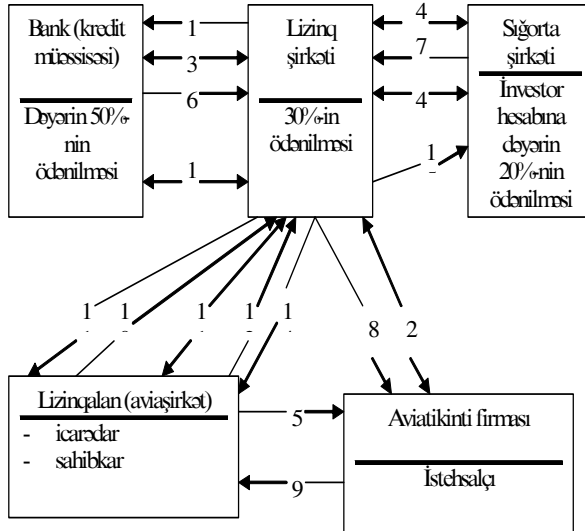 Bank (kredit
müəssisəsi)
Dəyərin 50%-
nin
ödənilməsi
1
3
6
1
Lizinq
şirkəti
30%-in
ödənilməsi
4
7
4
1
Sığorta
şirkəti
İnvestor
hesabına
dəyərin
20%-nin
ödənilməsi
1
1
1
1
1
8
2
Lizinqalan (aviaşirkət)
- icarədar
- sahibkar
5
9
Aviatikinti firması
İstehsalçı